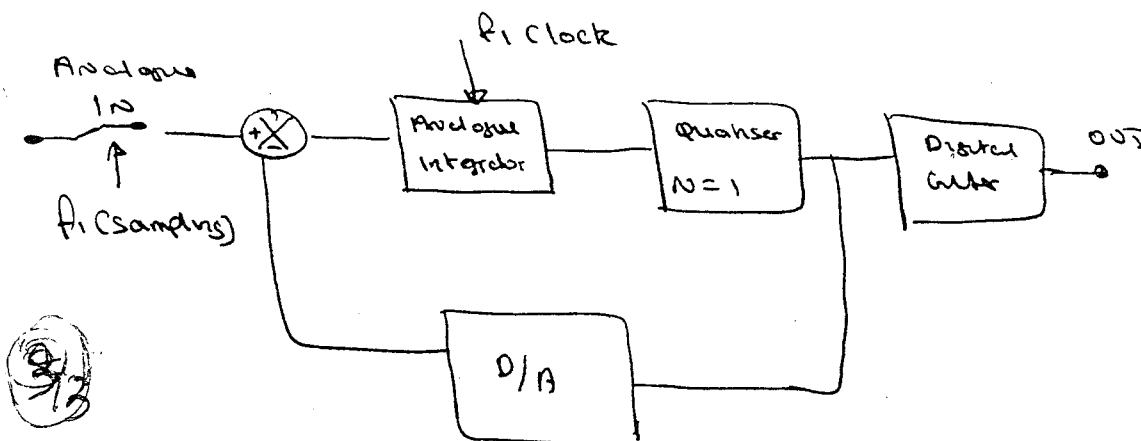 f1 Clock
Analogue
IN
f1 (sampling)
Analogue
Integrator
Quantiser
N=1
Digital
filter
OUT
D/A